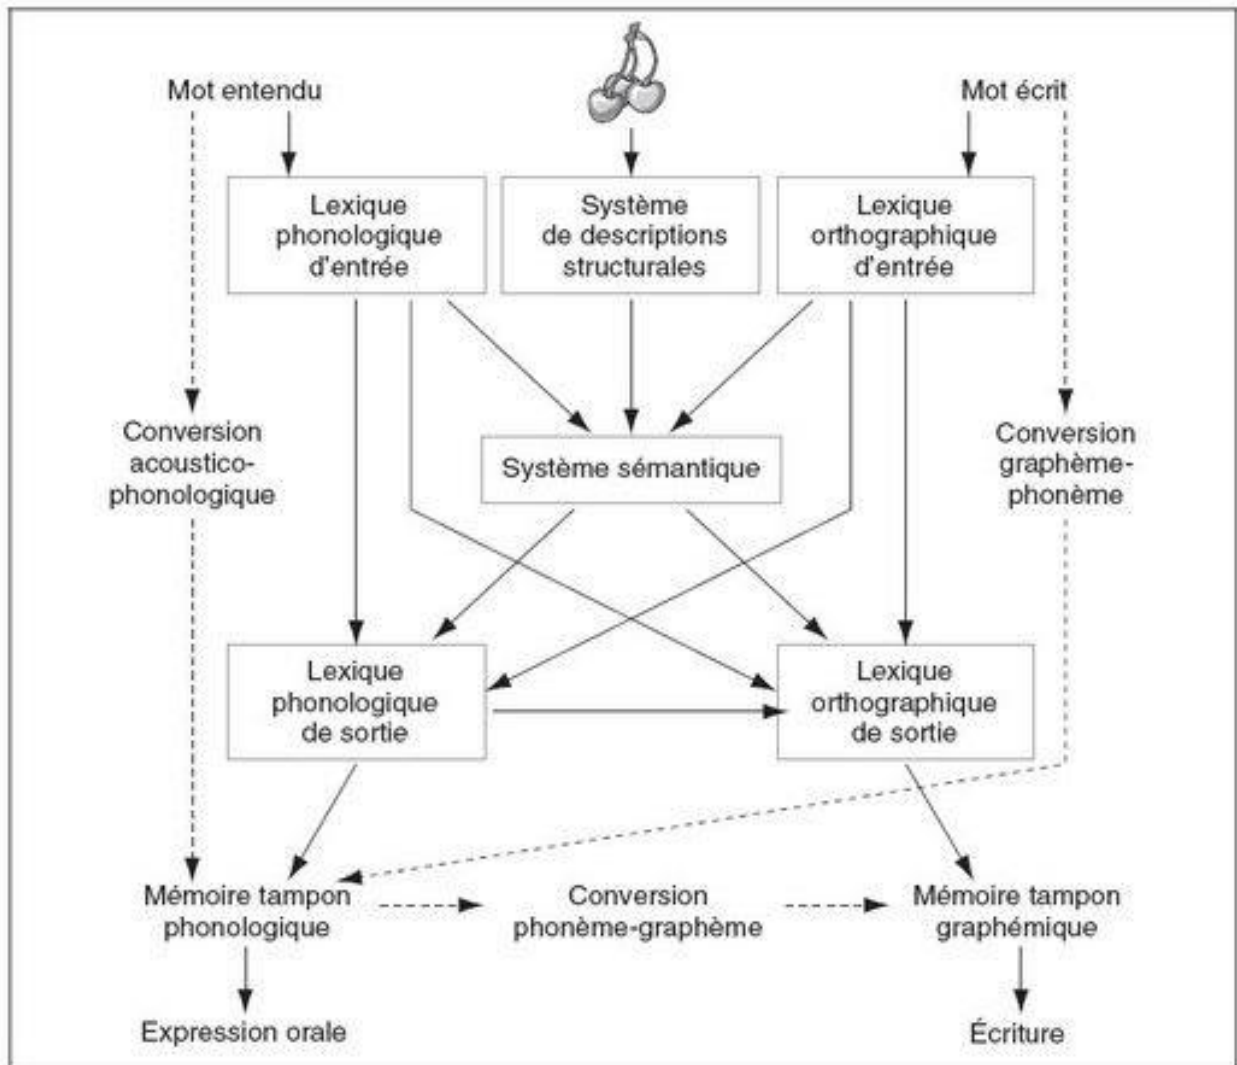 Mot entendu
Mot écrit
Lexique
phonologique
d'entrée
Système
de descriptions
structurales
Lexique
orthographique
d'entrée
Conversion
acoustico-
phonologique
Système sémantique
Conversion
graphème-
phonème
Lexique
phonologique
de sortie
Lexique
orthographique
de sortie
Mémoire tampon
phonologique
Conversion
phonème-graphème
Mémoire tampon
graphémique
Expression orale
Écriture